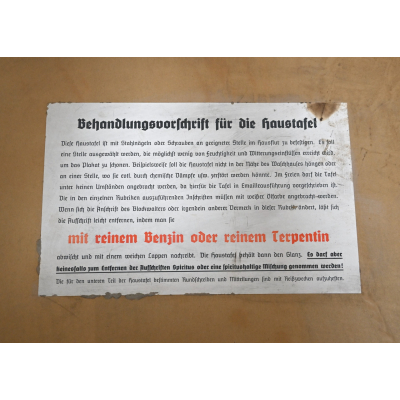 Behandlungsvorschrift für die Haustafel!
Diese Haustafel ist mit Stahlnägeln oder Schrauben an geeigneter Stelle im Hausflur zu befestigen. Es soll
eine Stelle ausgewählt werden, die möglichst wenig von Feuchtigkeit und Witterungseinflüssen erreicht wird,
um das Plakat zu schonen. Beispielsweise soll die Haustafel nicht in der Nähe des Waschhauses hängen oder
an einer Stelle, wo sie evtl. durch chemische Dämpfe usw. zerstört werden könnte. Im Freien darf die Tafel
unter keinen Umständen angebracht werden, da hierfür die Tafel in Emailleausführung vorgeschrieben ist.
Die in den einzelnen Rubriken auszuführenden Inschriften müssen mit weißer Ölfarbe angebracht werden.
Wenn sich die Anschrift des Blockwalters oder irgendein anderer Vermerk in dieser Rubrik ändert, läßt sich
die Aufschrift leicht entfernen, indem man sie
mit reinem Benzin oder reinem Terpentin
abwischt und mit einem weichen Lappen nachreibt. Die Haustafel behält dann den Glanz. Es darf aber
keinesfalls zum Entfernen der Aufschriften Spiritus oder eine spiritushaltige Mischung genommen werden!
Die für den unteren Teil der Haustafel bestimmten Rundschreiben und Mitteilungen sind mit Reißzwecken anzuheften.